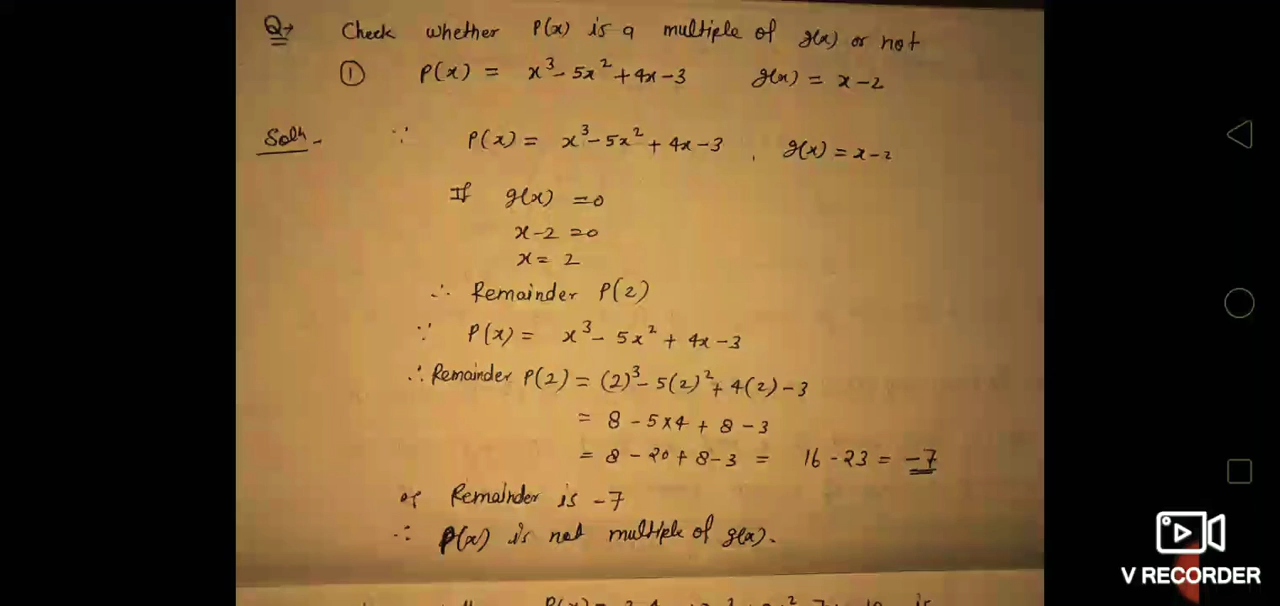 Q→ Check whether P(x) is a multiple of g(x) or not
① P(x) = x³ - 5x² + 4x - 3 g(x) = x - 2
Soln - ∵ P(x) = x³ - 5x² + 4x - 3 , g(x) = x - 2
If g(x) = 0
x - 2 = 0
x = 2
∴ Remainder P(2)
∵ P(x) = x³ - 5x² + 4x - 3
∴ Remainder P(2) = (2)³ - 5(2)² + 4(2) - 3
= 8 - 5×4 + 8 - 3
= 8 - 20 + 8 - 3 = 16 - 23 = -7
Remainder is -7
∴ P(x) is not multiple of g(x).
V RECORDER